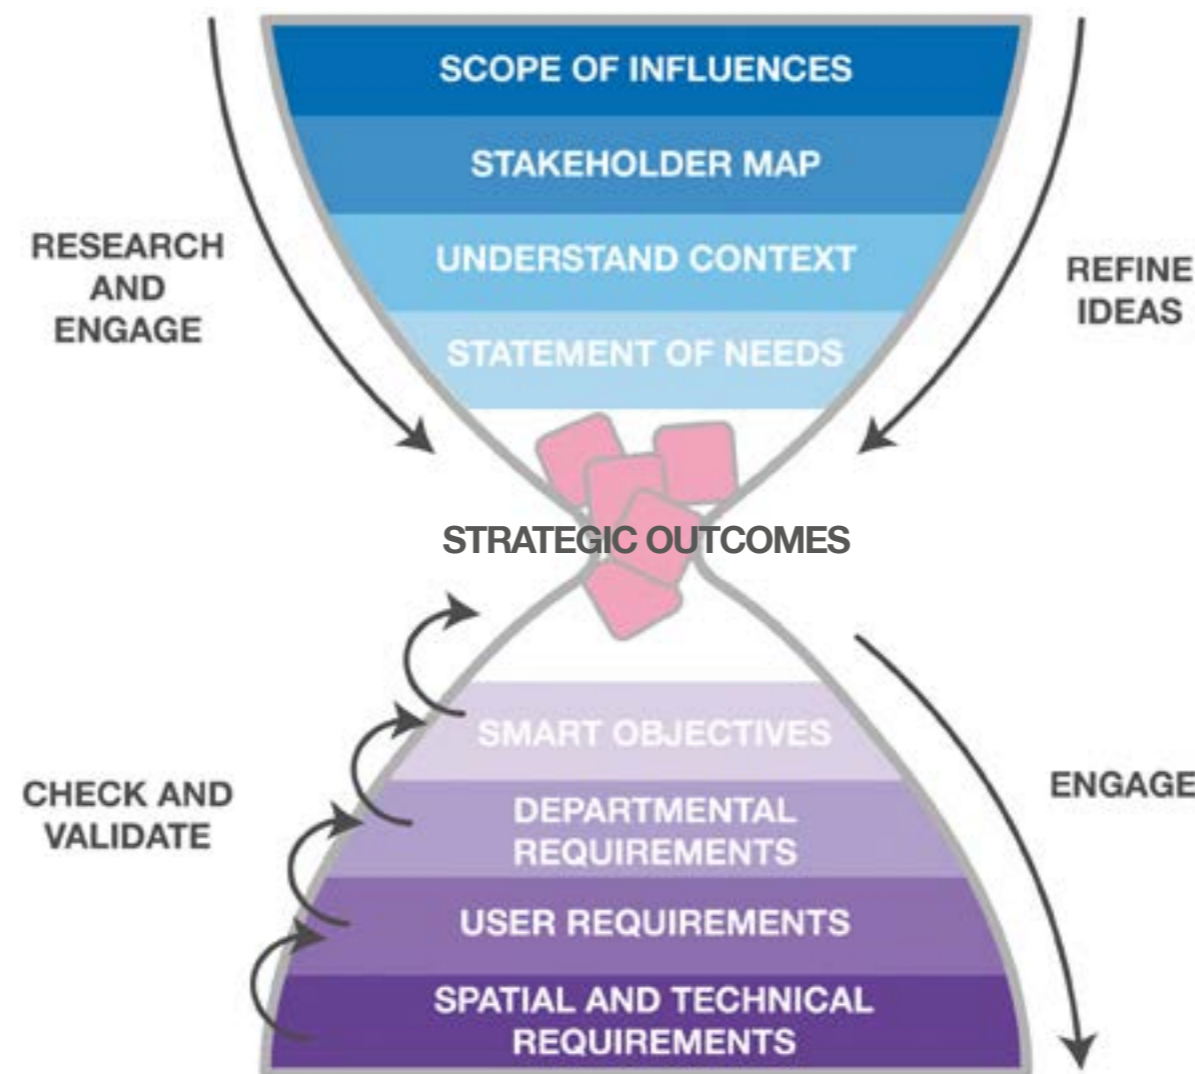 SCOPE OF INFLUENCES
STAKEHOLDER MAP
RESEARCH
AND
ENGAGE
UNDERSTAND CONTEXT
REFINE
IDEAS
STATEMENT OF NEEDS
STRATEGIC OUTCOMES
SMART OBJECTIVES
CHECK AND
VALIDATE
ENGAGE
DEPARTMENTAL
REQUIREMENTS
USER REQUIREMENTS
SPATIAL AND TECHNICAL
REQUIREMENTS